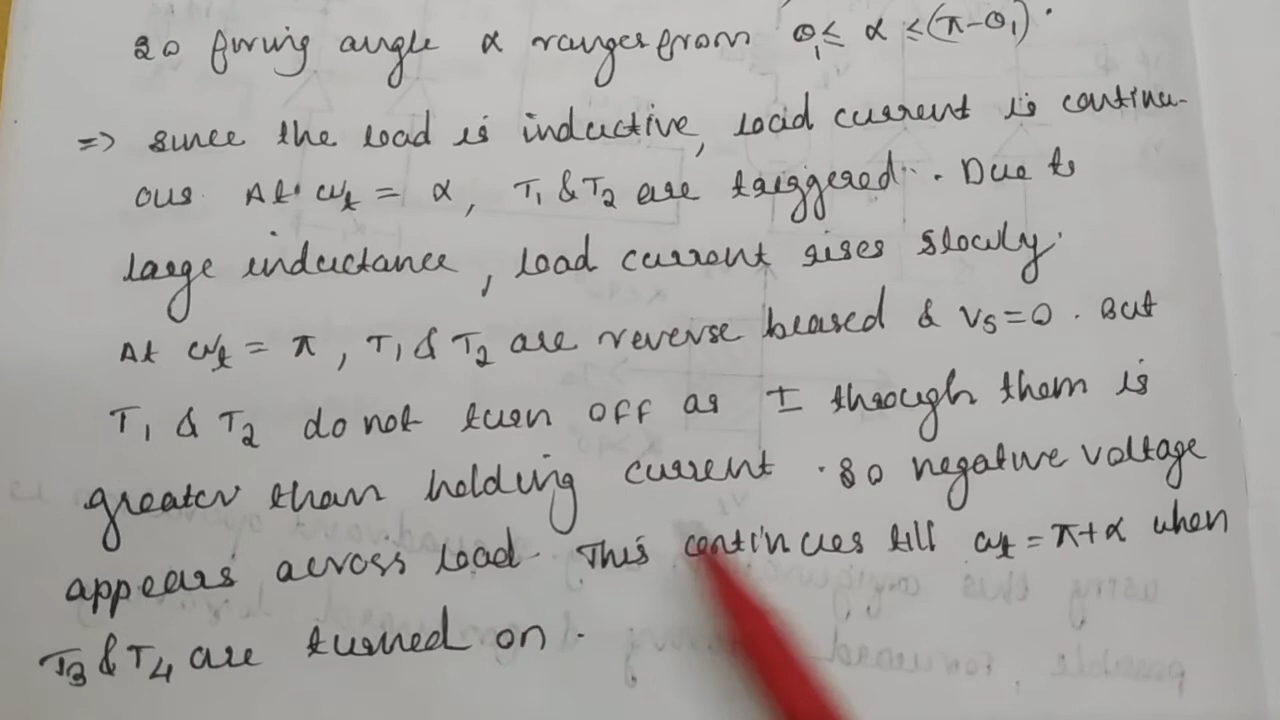 So firing angle α ranges from θ₁ ≤ α ≤ (π-θ₁).
=> since the load is inductive, load current is continu-
ous. At ωt = α, T₁ & T₂ are triggered. Due to
large inductance, load current rises slowly.
At ωt = π, T₁ & T₂ are reverse biased & Vs=0. But
T₁ & T₂ do not turn OFF as I through them is
greater than holding current. So negative voltage
appears across load. This continues till ωt = π+α when
T₃ & T₄ are turned on.